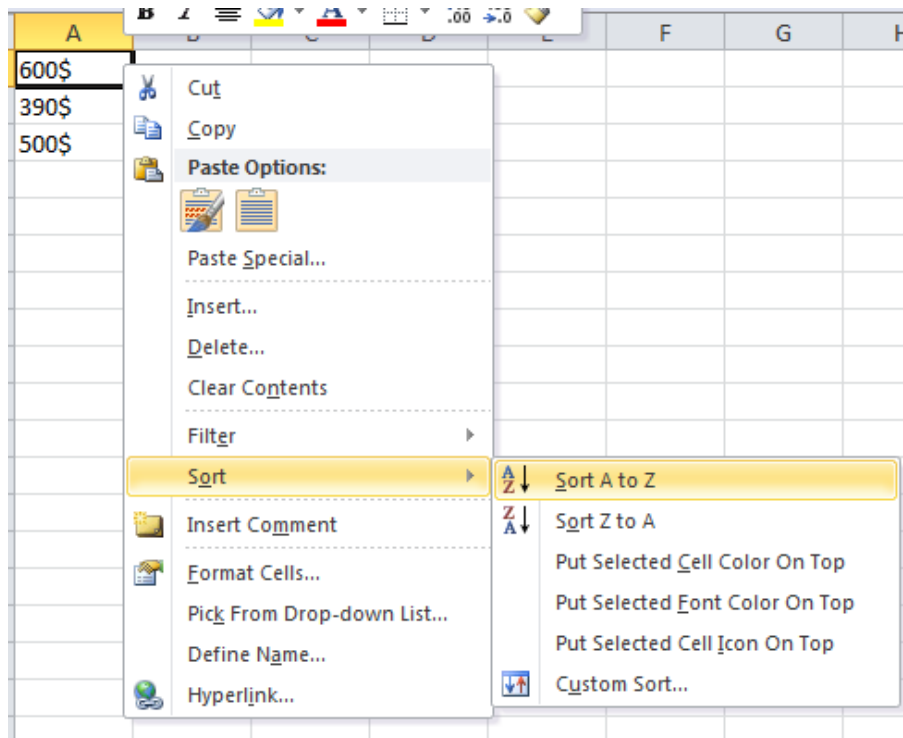 B I .00 .0
A F G
600$
390$
500$
Cut
Copy
Paste Options:
Paste Special...
Insert...
Delete...
Clear Contents
Filter
Sort
Insert Comment
Format Cells...
Pick From Drop-down List...
Define Name...
Hyperlink...
A Z Sort A to Z
Z A Sort Z to A
Put Selected Cell Color On Top
Put Selected Font Color On Top
Put Selected Cell Icon On Top
Custom Sort...